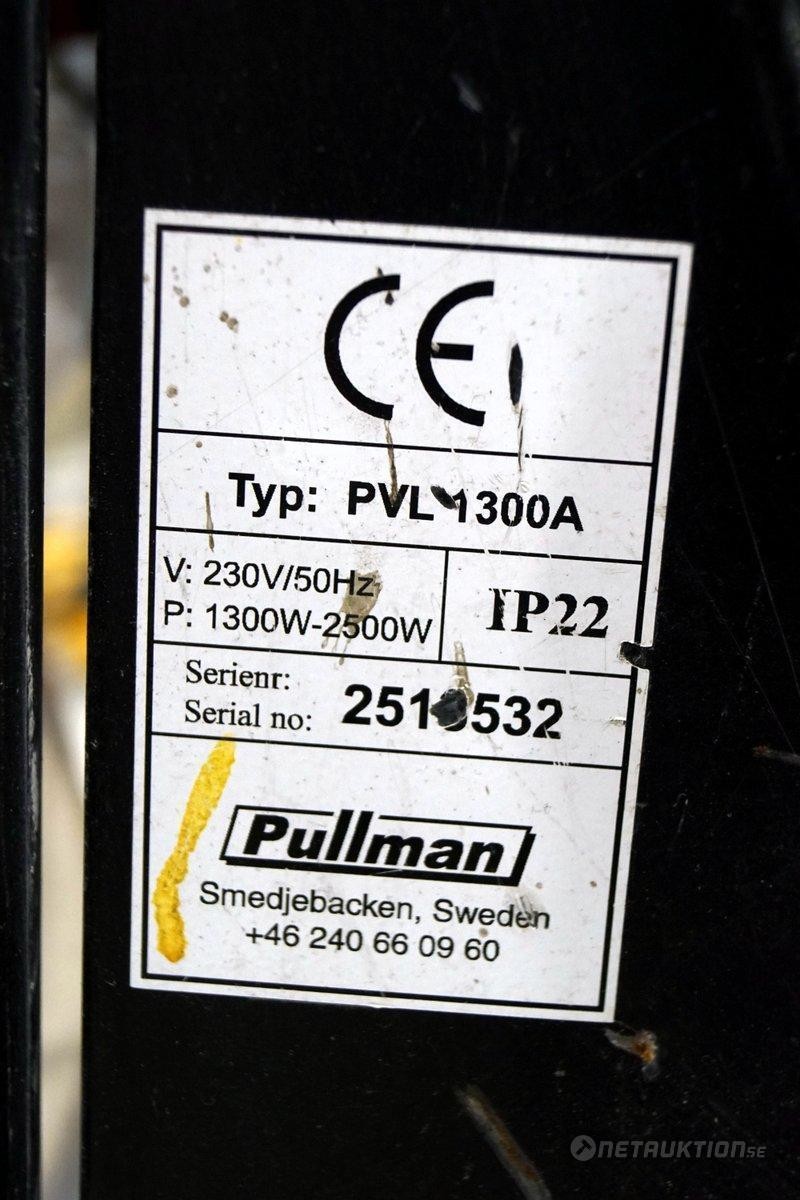 CE
Typ: PVL 1300A
V: 230V/50Hz
P: 1300W-2500W
IP22
Serienr:
Serial no:
Pullman
Smedjebacken, Sweden
+46 240 66 09 60
NETAUKTION.SE